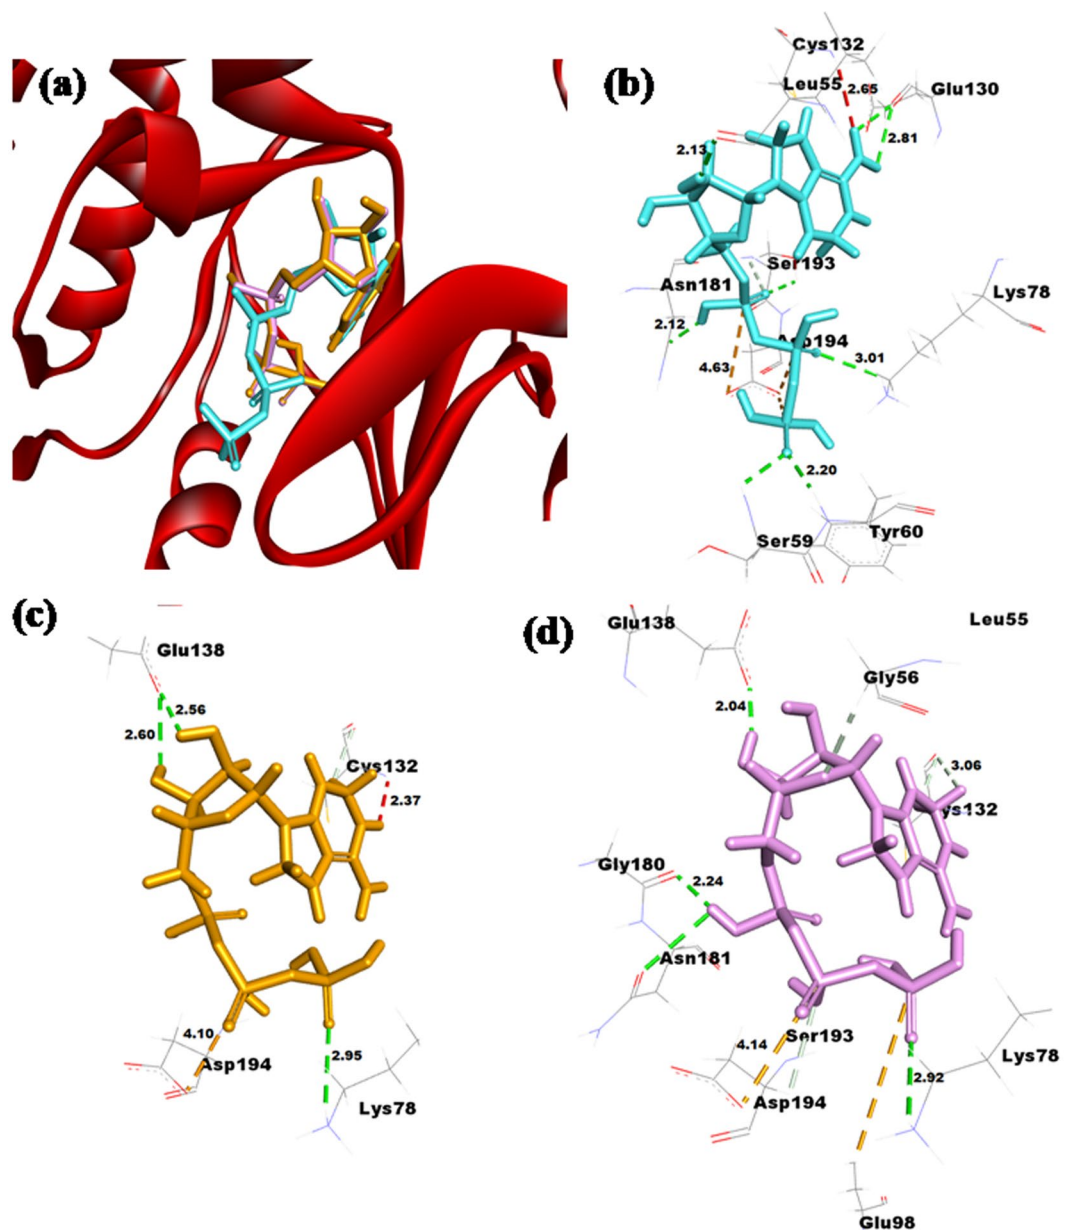 (a)
(b)
Cys132
Leu55
2.65
Glu130
2.13
2.81
Ser193
Asn181
Lys78
2.12
Asp194
3.01
4.63
2.20
Ser59
Tyr60
(c)
Glu138
2.56
2.60
Cys132
2.37
4.10
Asp194
2.95
Lys78
(d)
Glu138
Leu55
Gly56
2.04
3.06
ys132
Gly180
2.24
Asn181
Ser193
4.14
Lys78
2.92
Asp194
Glu98